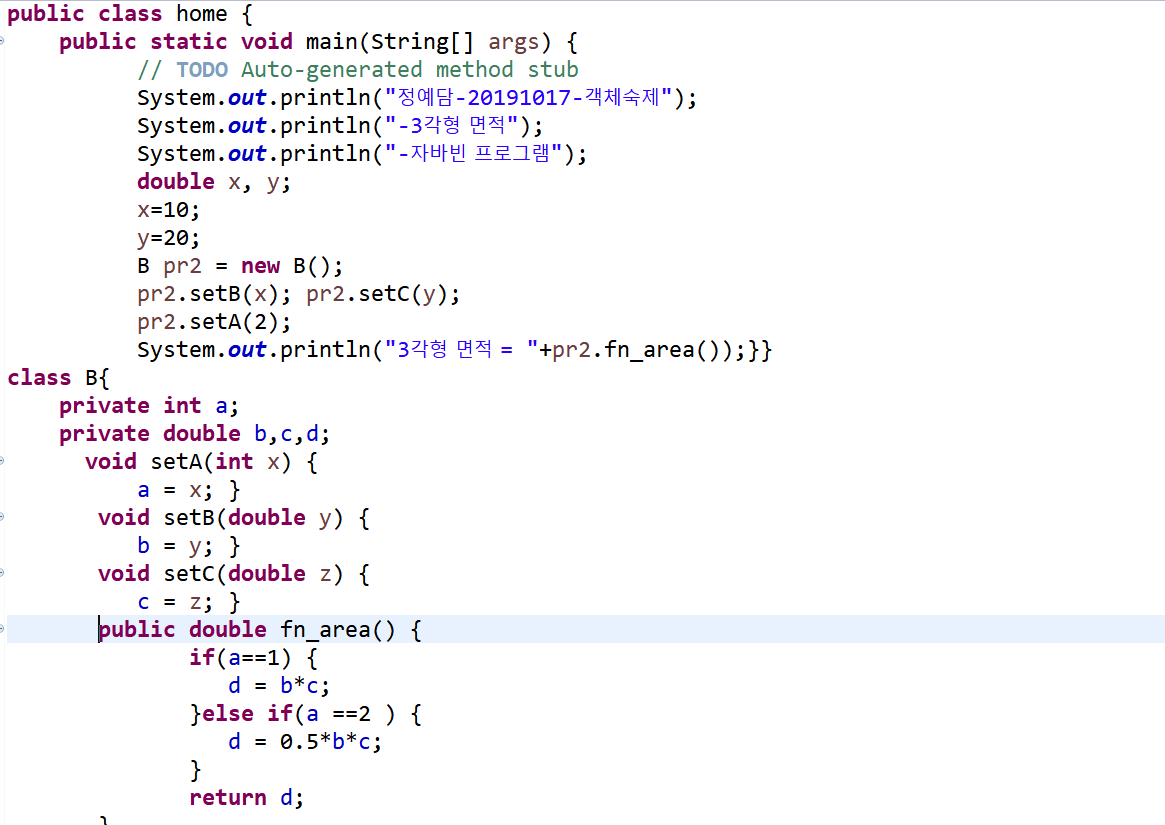 public class home {
public static void main(String[] args) {
// TODO Auto-generated method stub
System.out.println("정예담-20191017-객체숙제");
System.out.println("-3각형 면적");
System.out.println("-자바빈 프로그램");
double x, y;
x=10;
y=20;
B pr2 = new B();
pr2.setB(x); pr2.setC(y);
pr2.setA(2);
System.out.println("3각형 면적 = "+pr2.fn_area());}}
class B{
private int a;
private double b,c,d;
void setA(int x) {
a = x; }
void setB(double y) {
b = y; }
void setC(double z) {
c = z; }
public double fn_area() {
if(a==1) {
d = b*c;
}else if(a ==2 ) {
d = 0.5*b*c;
}
return d;
}